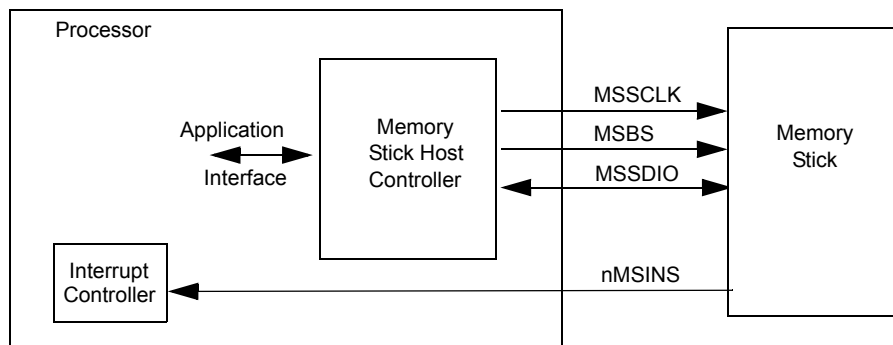 Processor
Application
Interface
Memory
Stick Host
Controller
MSSCLK
MSBS
MSSDIO
Memory
Stick
Interrupt
Controller
nMSINS